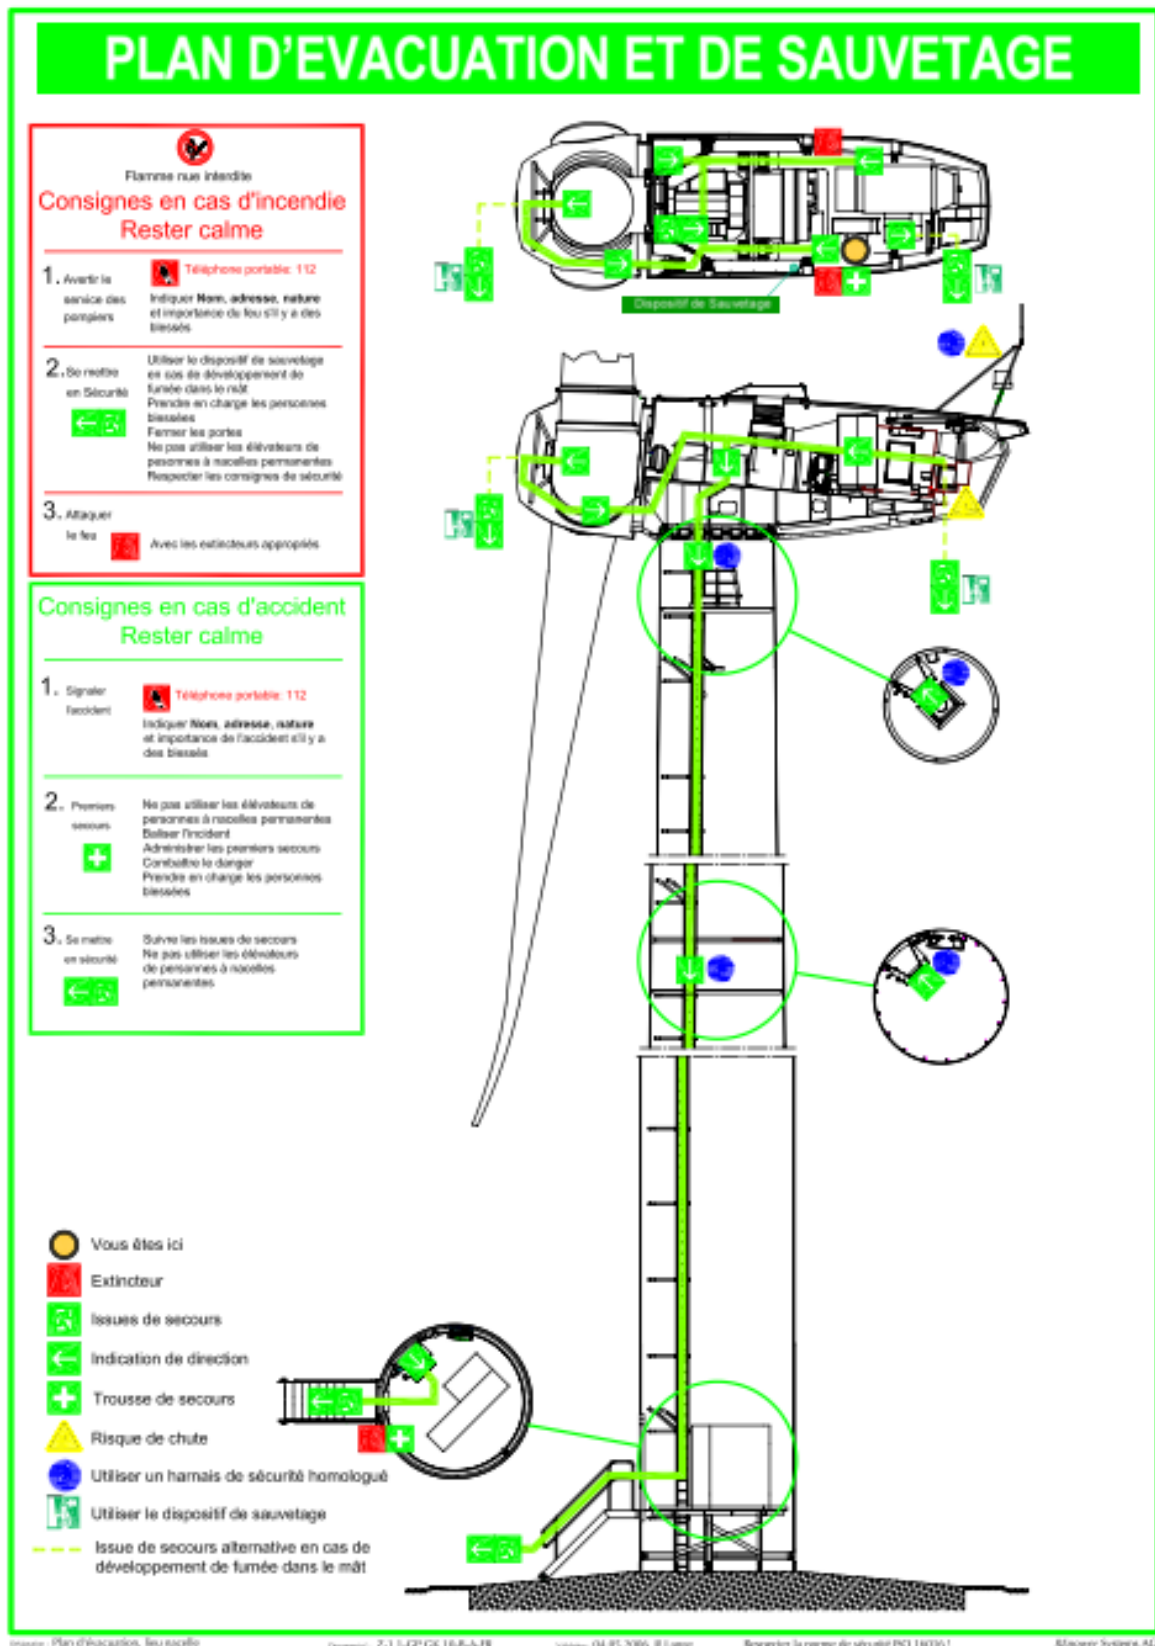 PLAN D'EVACUATION ET DE SAUVETAGE
Flamme nue interdite
Consignes en cas d'incendie
Rester calme
1. Avertir le
service des
pompiers
Téléphone portable: 112
Indiquer Nom, adresse, nature
et importance du feu s'il y a des
blessés
2. Se mettre
en Sécurité
Utiliser le dispositif de sauvetage
en cas de développement de
fumée dans le mât
Prendre en charge les personnes
blessées
Fermer les portes
Ne pas utiliser les élévateurs de
pesonnes à nacelles permanentes
Respecter les consignes de sécurité
3. Attaquer
le feu
Avec les extincteurs appropriés
Consignes en cas d'accident
Rester calme
1. Signaler
l'accident
Téléphone portable: 112
Indiquer Nom, adresse, nature
et importance de l'accident s'il y a
des blessés
2. Premiers
secours
Ne pas utiliser les élévateurs de
personnes à nacelles permanentes
Baliser l'incident
Administrer les premiers secours
Combattre le danger
Prendre en charge les personnes
blessées
3. Se mettre
en sécurité
Suivre les issues de secours
Ne pas utiliser les élévateurs
de personnes à nacelles
permanentes
Dispositif de Sauvetage
Vous êtes ici
Extincteur
Issues de secours
Indication de direction
Trousse de secours
Risque de chute
Utiliser un harnais de sécurité homologué
Utiliser le dispositif de sauvetage
Issue de secours alternative en cas de
développement de fumée dans le mât
Plan d'évacuation, lieu nacelle
Respecter la norme de sécurité